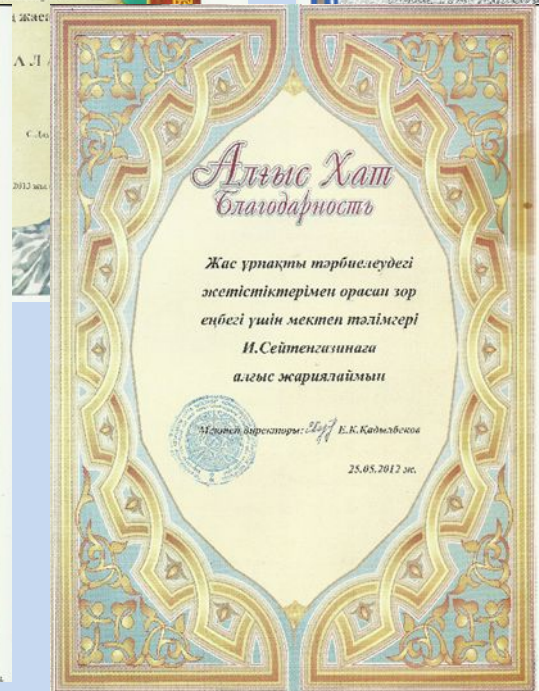 Алғыс Хат
Благодарность
Жас ұрпақты тәрбиелеудегі
жетістіктерімен орасан зор
еңбегі үшін мектеп тәлімгері
И.Сейтенгазинаға
алғыс жариялаймын
Мектеп директоры: Е.К.Қадылбеков
25.05.2012 ж.